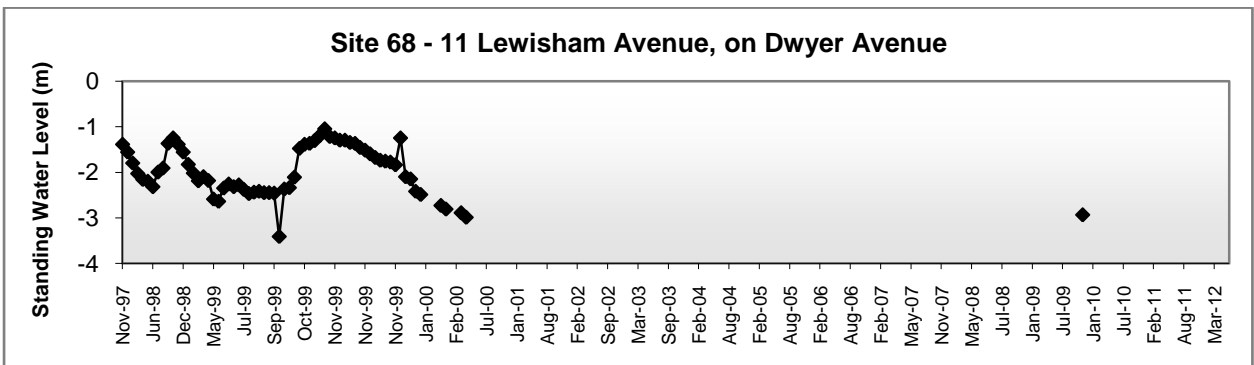 Site 68 - 11 Lewisham Avenue, on Dwyer Avenue
Standing Water Level (m)
0
-1
-2
-3
-4
Nov-97
Jun-98
Dec-98
May-99
Jul-99
Sep-99
Oct-99
Nov-99
Nov-99
Nov-99
Jan-00
Feb-00
Jul-00
Jan-01
Aug-01
Feb-02
Aug-02
Mar-03
Sep-03
Feb-04
Aug-04
Feb-05
Aug-05
Feb-06
Aug-06
Feb-07
May-07
Nov-07
May-08
Jul-08
Jan-09
Jul-09
Jan-10
Jul-10
Feb-11
Aug-11
Mar-12